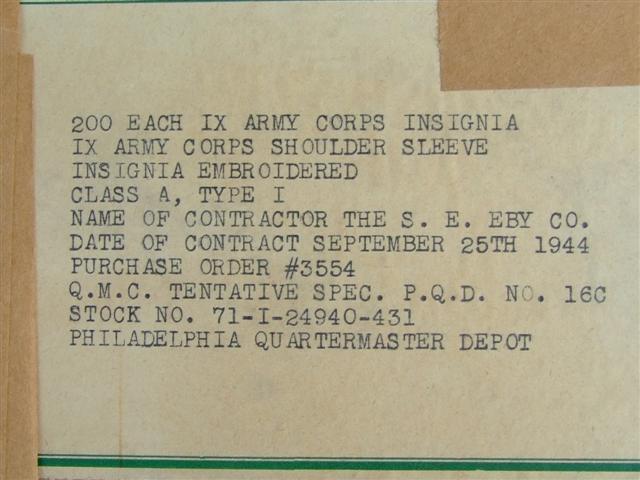 200 EACH IX ARMY CORPS INSIGNIA
IX ARMY CORPS SHOULDER SLEEVE
INSIGNIA EMBROIDERED
CLASS A, TYPE I
NAME OF CONTRACTOR THE S. E. EBY CO.
DATE OF CONTRACT SEPTEMBER 25TH 1944
PURCHASE ORDER #3554
Q.M.C. TENTATIVE SPEC. P.Q.D. NO. 16C
STOCK NO. 71-I-24940-431
PHILADELPHIA QUARTERMASTER DEPOT